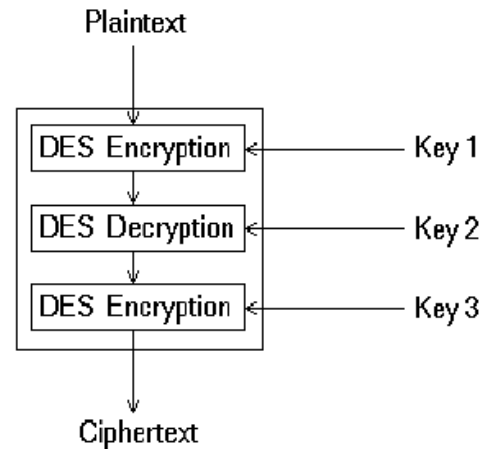 Plaintext
DES Encryption
Key 1
DES Decryption
Key 2
DES Encryption
Key 3
Ciphertext